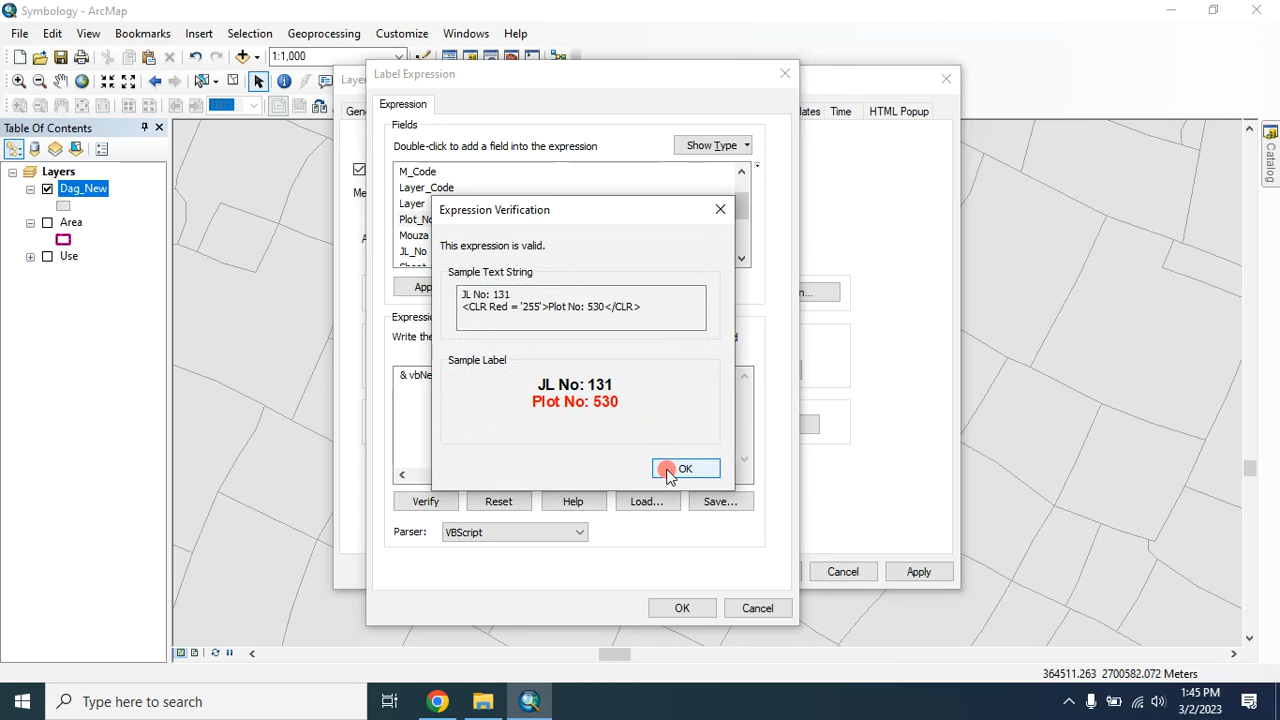 Symbology - ArcMap
File Edit View Bookmarks Insert Selection Geoprocessing Customize Windows Help
1:1,000
100%
Table Of Contents
Layers
Dag_New
Area
Use
Label Expression
Expression
Fields
Double-click to add a field into the expression
Show Type
M_Code
Layer_Code
Layer
Plot_No
Mouza
JL_No
Verify Reset Help Load... Save...
Parser: VBScript
OK Cancel
Expression Verification
This expression is valid.
Sample Text String
JL No: 131
<CLR Red = '255'>Plot No: 530</CLR>
Sample Label
JL No: 131
Plot No: 530
OK
Time HTML Popup
Cancel Apply
Catalog
364511.263 2700582.072 Meters
Type here to search
1:45 PM
3/2/2023